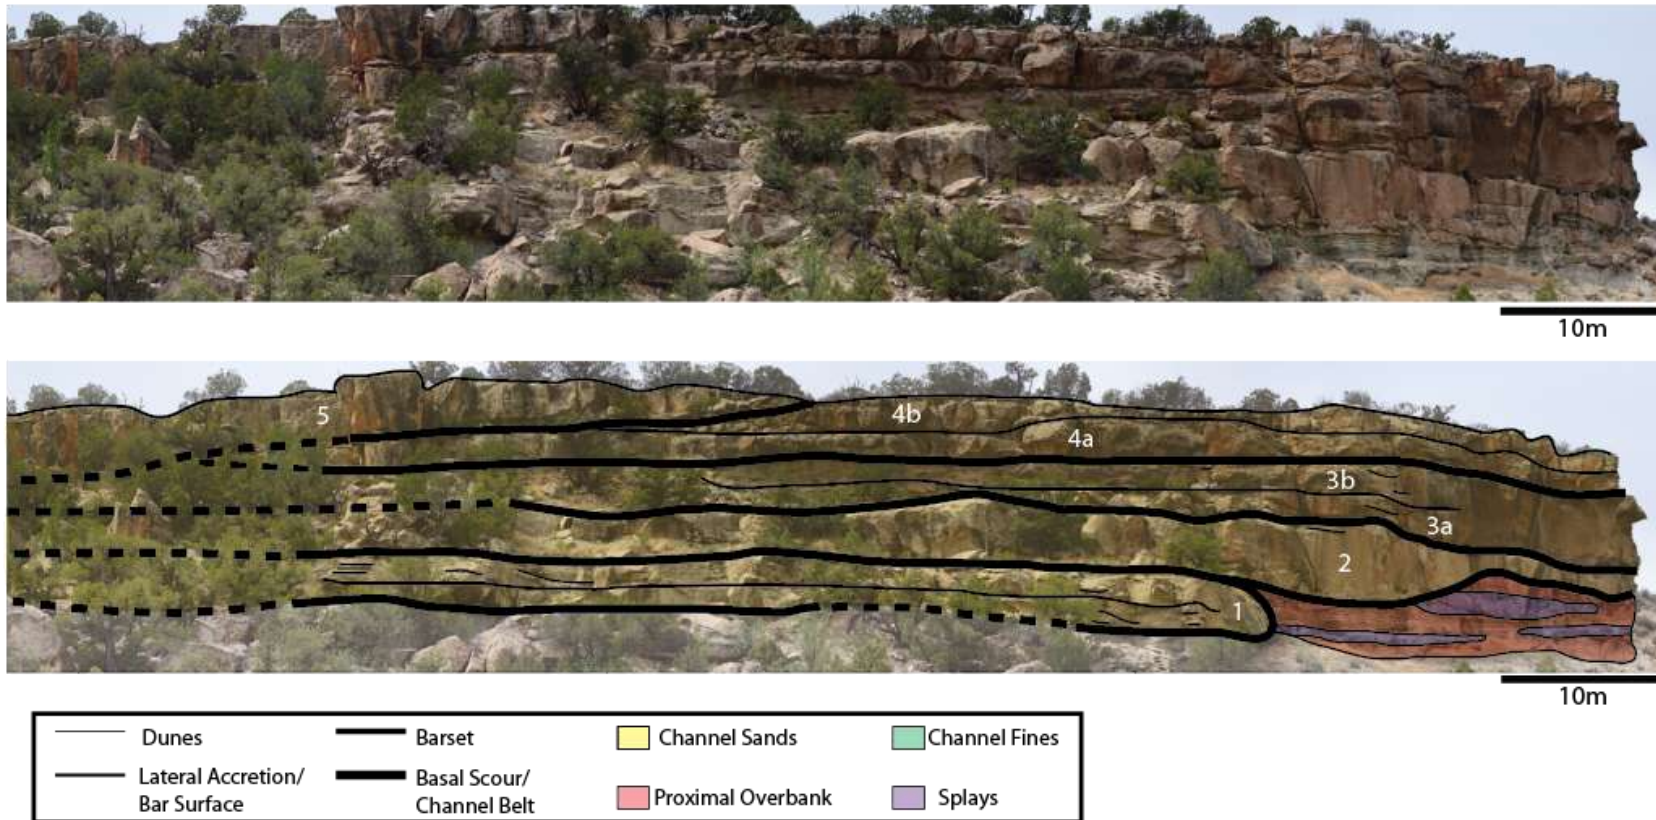 10m
5
4b
4a
3b
3a
2
1
10m
Dunes
Barset
Channel Sands
Channel Fines
Lateral Accretion/
Bar Surface
Basal Scour/
Channel Belt
Proximal Overbank
Splays